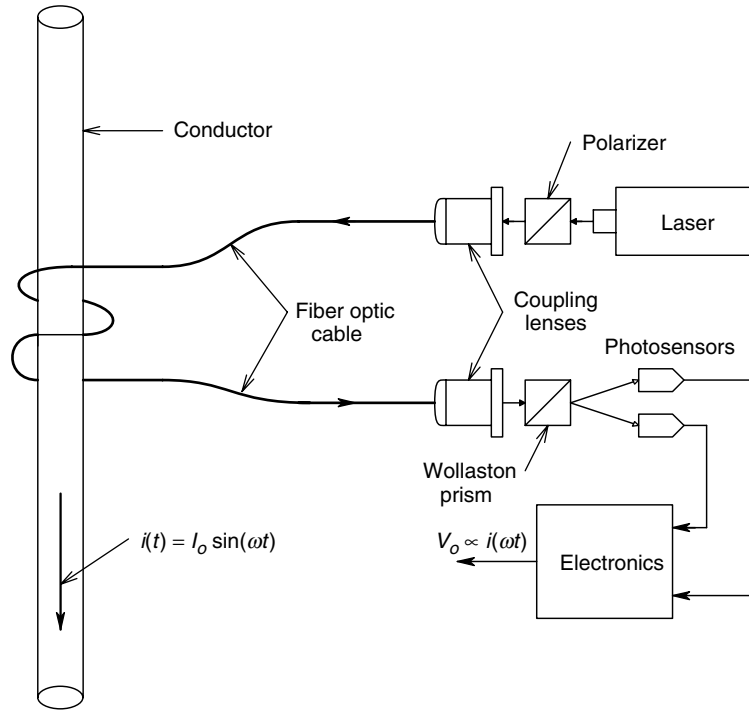 Conductor
Polarizer
Laser
Fiber optic
cable
Coupling
lenses
Photosensors
Wollaston
prism
i(t) = I_o sin(ωt)
V_o ∝ i(ωt)
Electronics